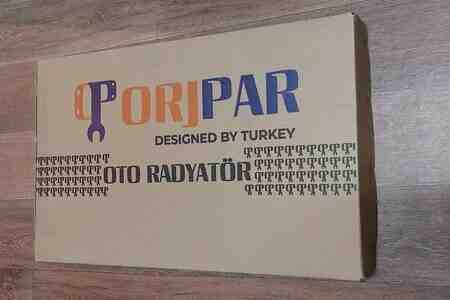 ORJPAR
DESIGNED BY TURKEY
OTO RADYATÖR